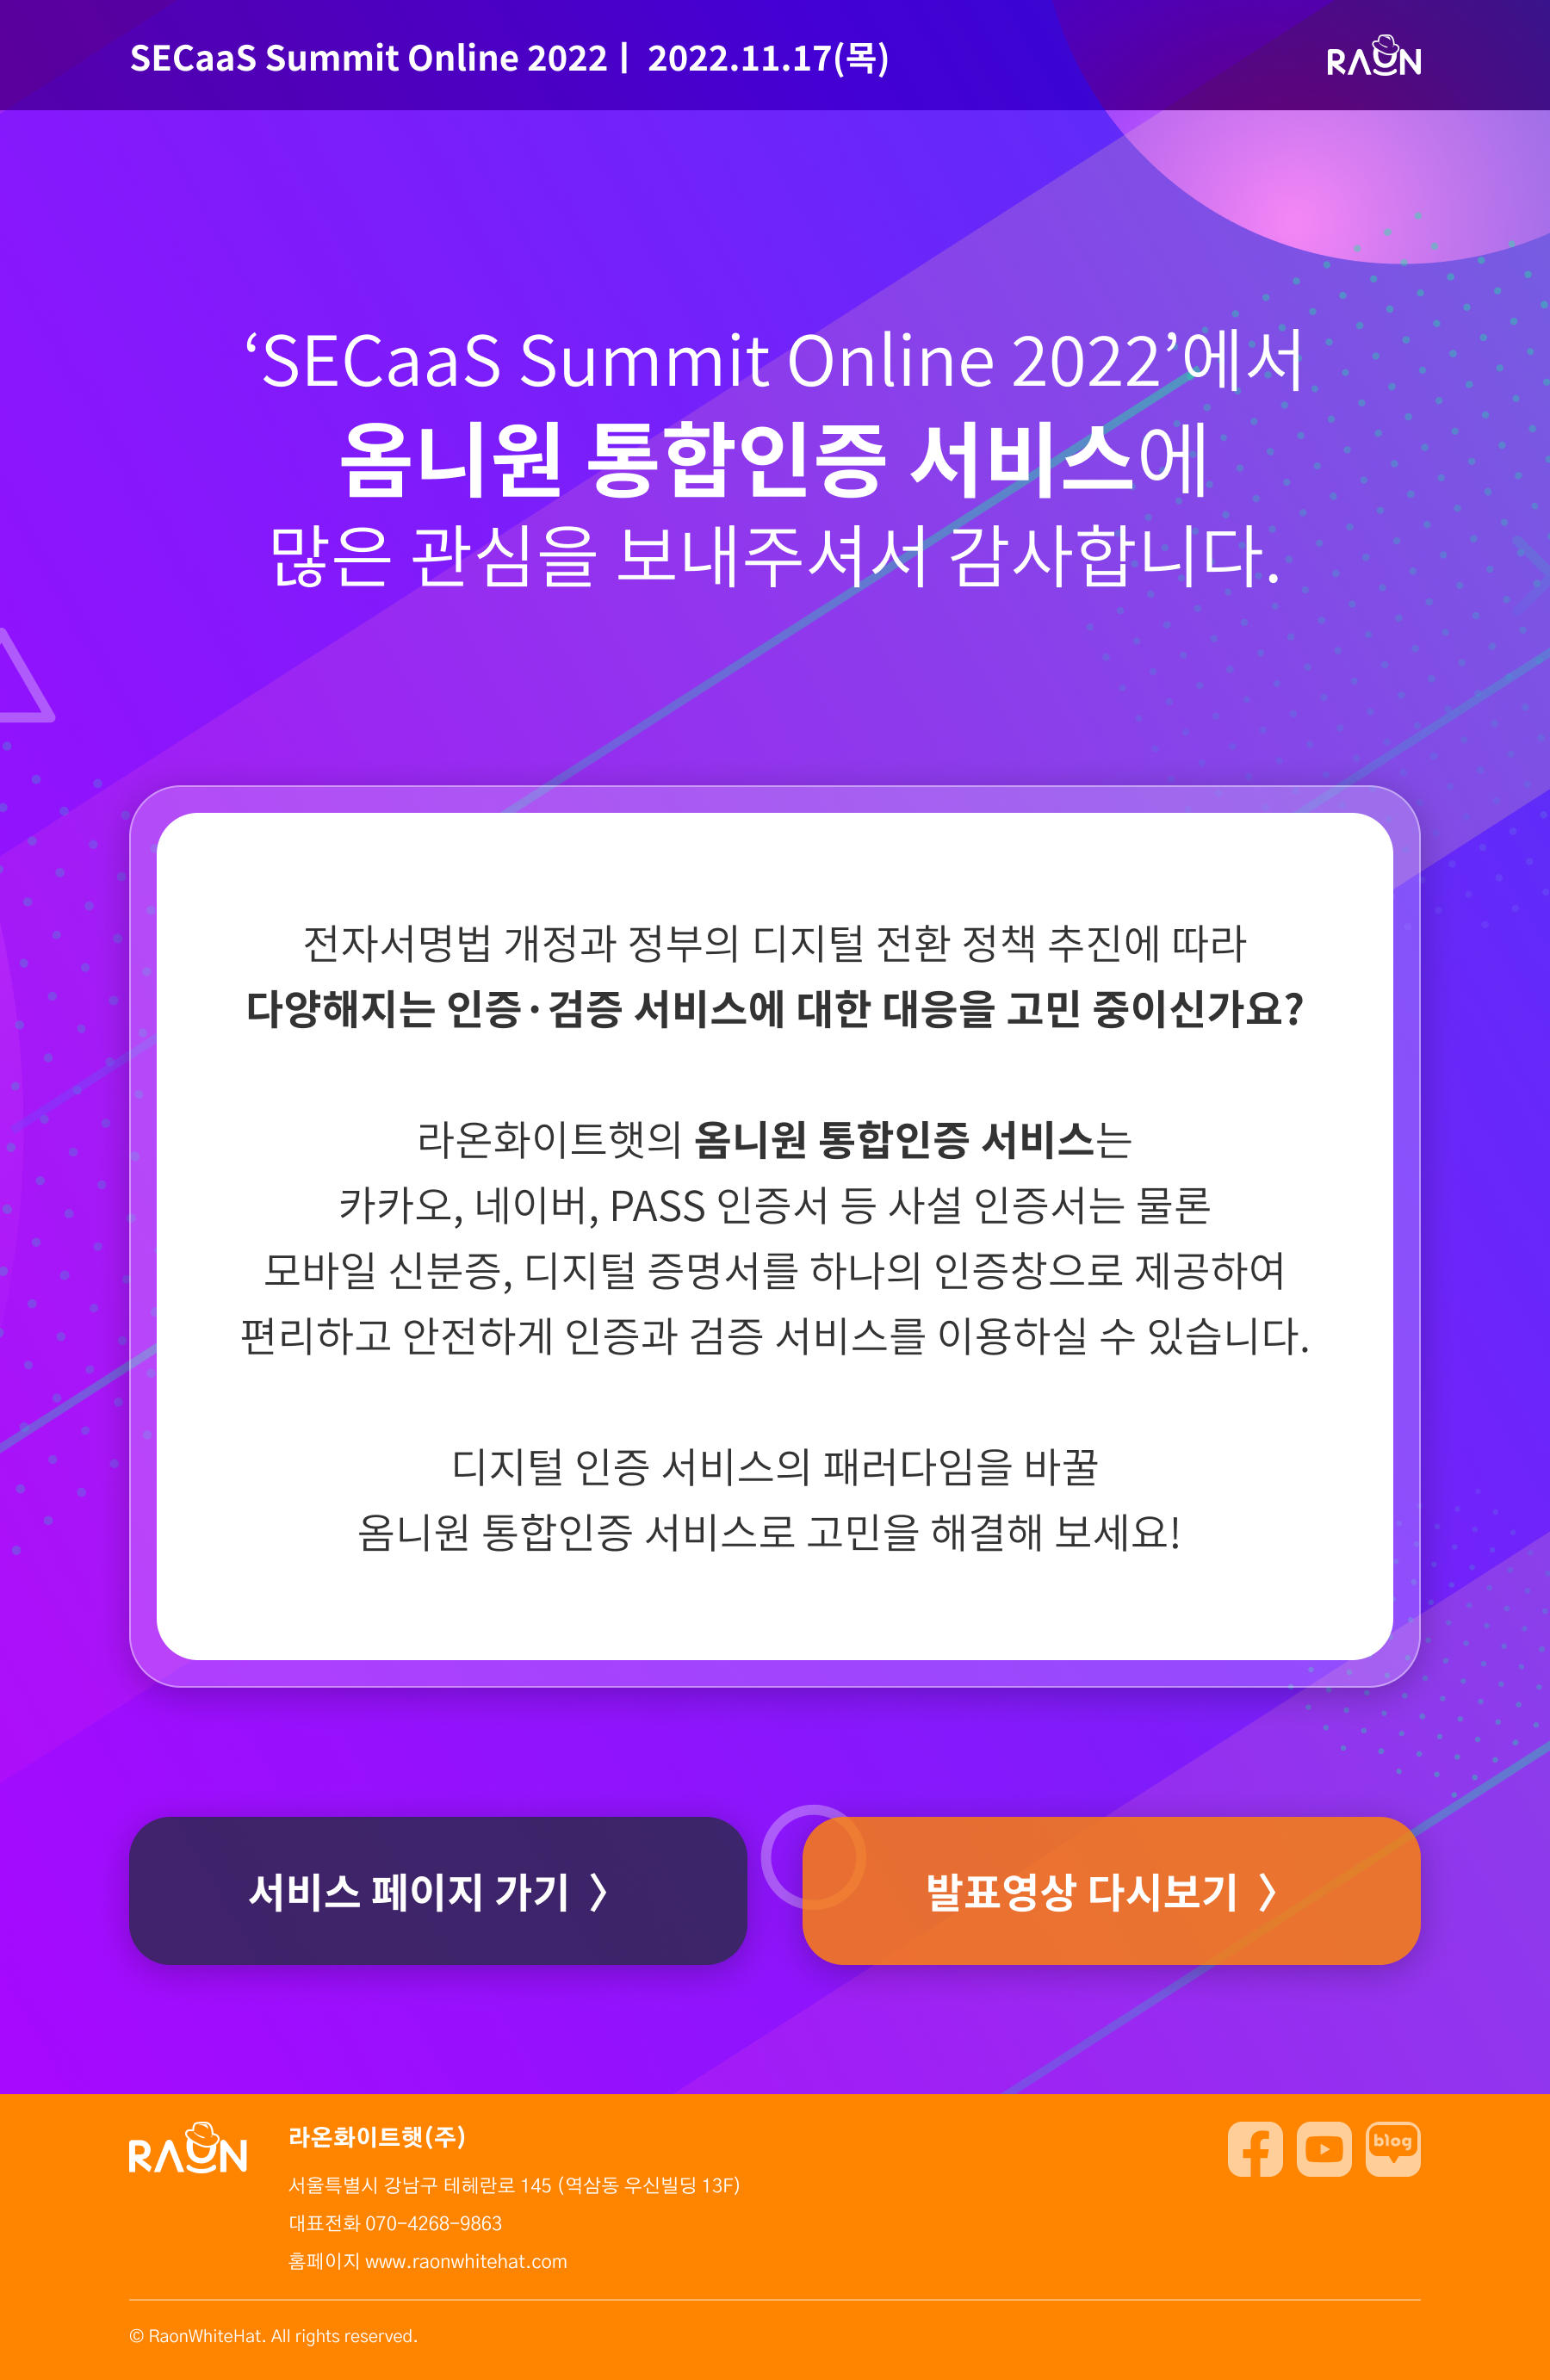 SECaaS Summit Online 2022ㅣ 2022.11.17(목)
RAON
‘SECaaS Summit Online 2022’에서
옴니원 통합인증 서비스에
많은 관심을 보내주셔서 감사합니다.
전자서명법 개정과 정부의 디지털 전환 정책 추진에 따라
다양해지는 인증·검증 서비스에 대한 대응을 고민 중이신가요?
라온화이트햇의 옴니원 통합인증 서비스는
카카오, 네이버, PASS 인증서 등 사설 인증서는 물론
모바일 신분증, 디지털 증명서를 하나의 인증창으로 제공하여
편리하고 안전하게 인증과 검증 서비스를 이용하실 수 있습니다.
디지털 인증 서비스의 패러다임을 바꿀
옴니원 통합인증 서비스로 고민을 해결해 보세요!
서비스 페이지 가기 〉
발표영상 다시보기 〉
RAON
라온화이트햇(주)
서울특별시 강남구 테헤란로 145 (역삼동 우신빌딩 13F)
대표전화 070-4268-9863
홈페이지 www.raonwhitehat.com
blog
© RaonWhiteHat. All rights reserved.